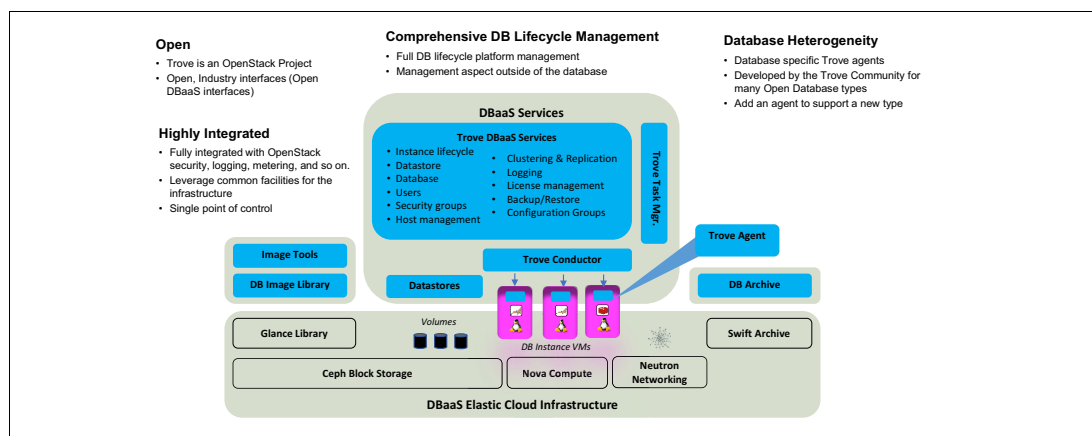 Open
• Trove is an OpenStack Project
• Open, Industry interfaces (Open
DBaaS interfaces)
Highly Integrated
• Fully integrated with OpenStack
security, logging, metering, and so on.
• Leverage common facilities for the
infrastructure
• Single point of control
Comprehensive DB Lifecycle Management
• Full DB lifecycle platform management
• Management aspect outside of the database
Database Heterogeneity
• Database specific Trove agents
• Developed by the Trove Community for
many Open Database types
• Add an agent to support a new type
DBaaS Services
Trove DBaaS Services
• Instance lifecycle
• Datastore
• Database
• Users
• Security groups
• Host management
• Clustering & Replication
• Logging
• License management
• Backup/Restore
• Configuration Groups
Trove Task Mgr.
Trove Agent
Trove Conductor
Image Tools
DB Image Library
Datastores
DB Archive
Glance Library
Volumes
DB Instance VMs
Swift Archive
Ceph Block Storage
Nova Compute
Neutron
Networking
DBaaS Elastic Cloud Infrastructure